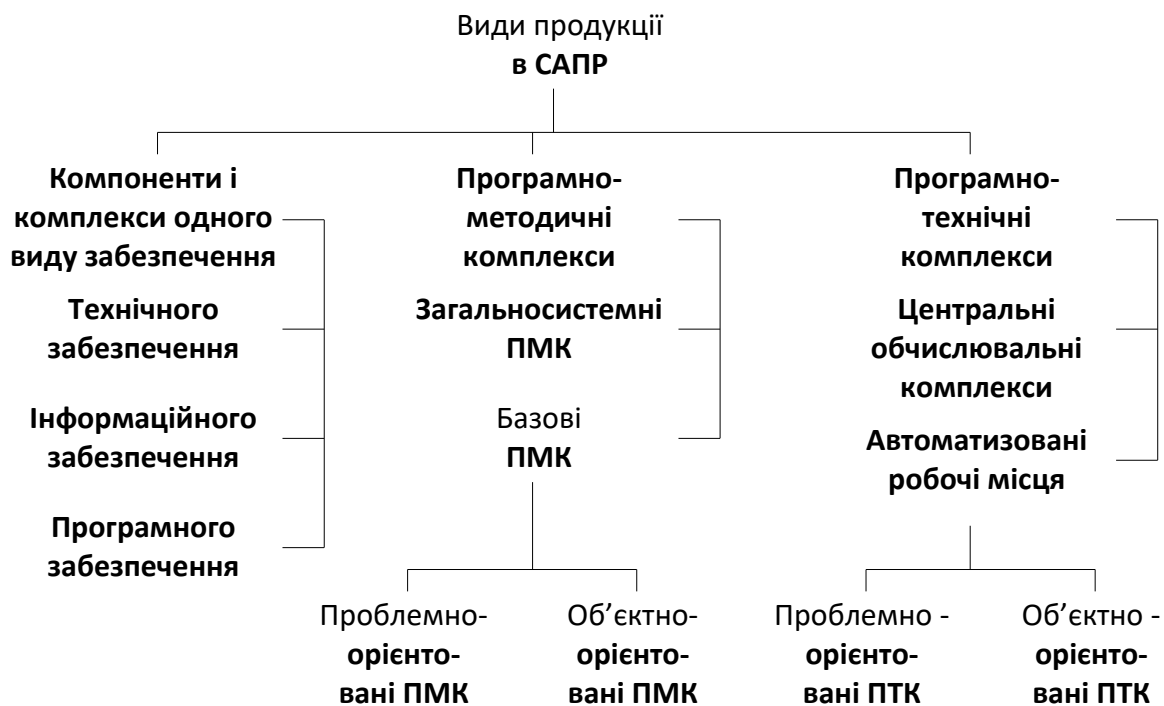 Види продукції
в САПР
Компоненти і
комплекси одного
виду забезпечення
Технічного
забезпечення
Інформаційного
забезпечення
Програмного
забезпечення
Програмно-
методичні
комплекси
Загальносистемні
ПМК
Базові
ПМК
Проблемно-
орієнто-
вані ПМК
Об’єктно-
орієнто-
вані ПМК
Програмно-
технічні
комплекси
Центральні
обчислювальні
комплекси
Автоматизовані
робочі місця
Проблемно -
орієнто-
вані ПТК
Об’єктно -
орієнто-
вані ПТК